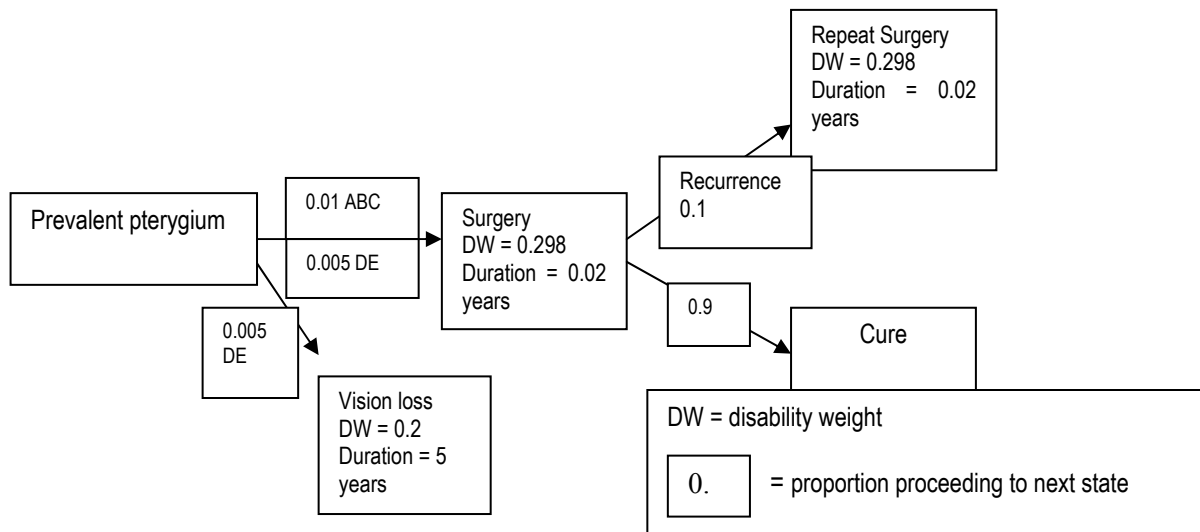 Repeat Surgery
DW = 0.298
Duration = 0.02
years
Recurrence
0.1
0.01 ABC
Prevalent pterygium
Surgery
DW = 0.298
Duration = 0.02
years
0.005 DE
0.9
0.005
DE
Cure
Vision loss
DW = 0.2
Duration = 5
years
DW = disability weight
0. = proportion proceeding to next state